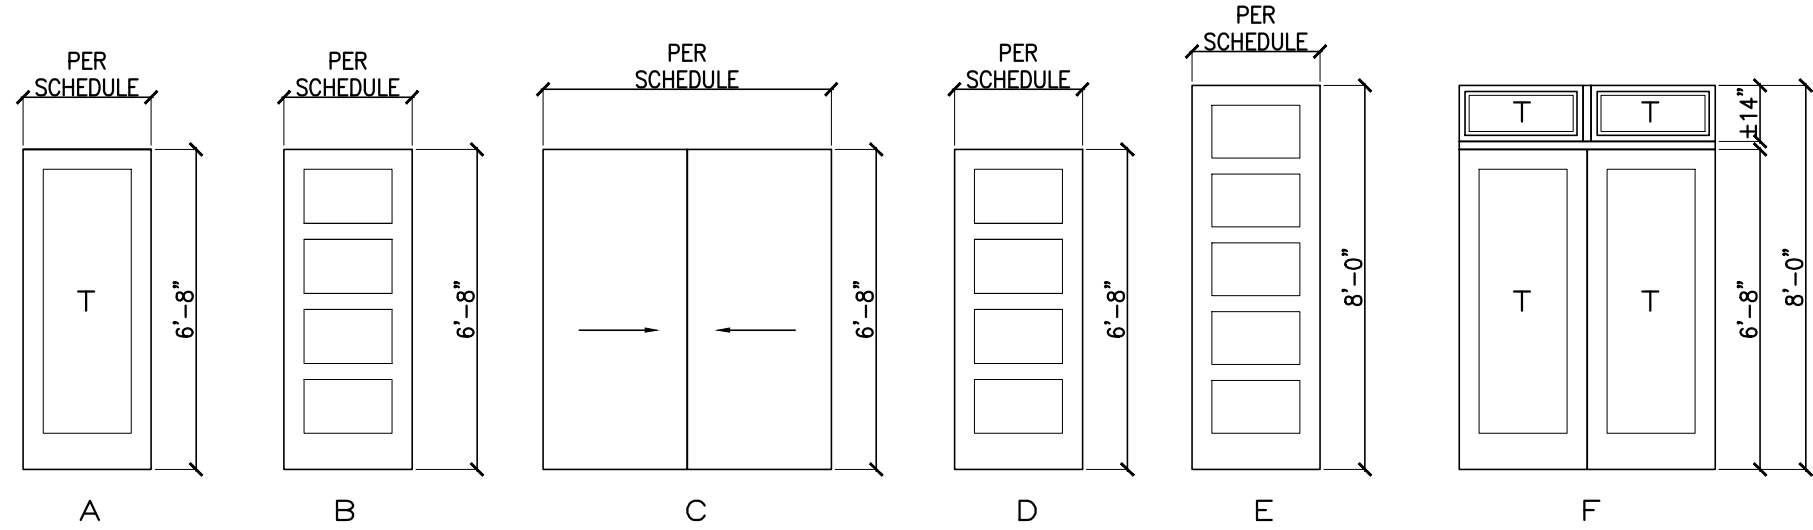 PER
SCHEDULE
6'-8"
T
A
PER
SCHEDULE
6'-8"
B
PER
SCHEDULE
6'-8"
C
PER
SCHEDULE
6'-8"
D
PER
SCHEDULE
8'-0"
E
T
T
±14"
T
T
6'-8"
8'-0"
F